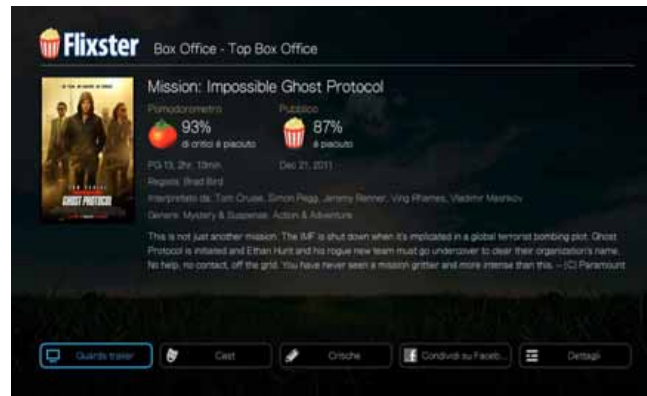 Flixster Box Office - Top Box Office
Mission: Impossible Ghost Protocol
Pomodorometro Pubblico
93% 87%
di critici è piaciuto è piaciuto
PG-13, 2hr. 13min. Dec 21, 2011
Regista: Brad Bird
Interpretato da: Tom Cruise, Simon Pegg, Jeremy Renner, Ving Rhames, Vladimir Mashkov
Genere: Mystery & Suspense, Action & Adventure
This is not just another mission. The IMF is shut down when it's implicated in a global terrorist bombing plot. Ghost
Protocol is initiated and Ethan Hunt and his rogue new team must go undercover to clear their organization's name.
No help, no contact, off the grid. You have never seen a mission grittier and more intense than this. -- (C) Paramount
GHOST PROTOCOL
Guarda trailer Cast Critiche Condividi su Faceb... Dettagli